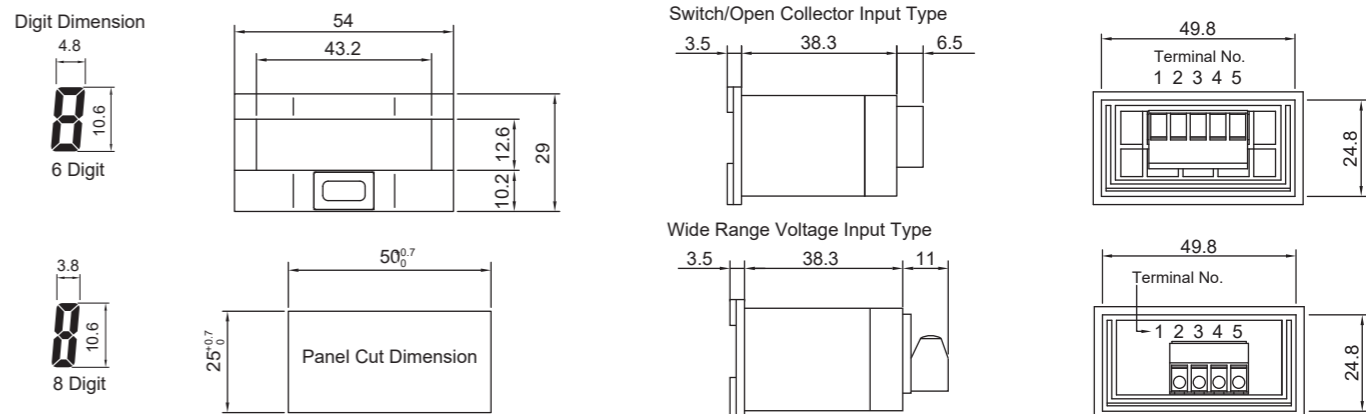 Digit Dimension
4.8
10.6
6 Digit
54
43.2
12.6
10.2
29
Switch/Open Collector Input Type
3.5 38.3 6.5
49.8
Terminal No.
1 2 3 4 5
24.8
3.8
10.6
8 Digit
50+0.7 0
25+0.7 0
Panel Cut Dimension
Wide Range Voltage Input Type
3.5 38.3 11
49.8
Terminal No.
1 2 3 4 5
24.8